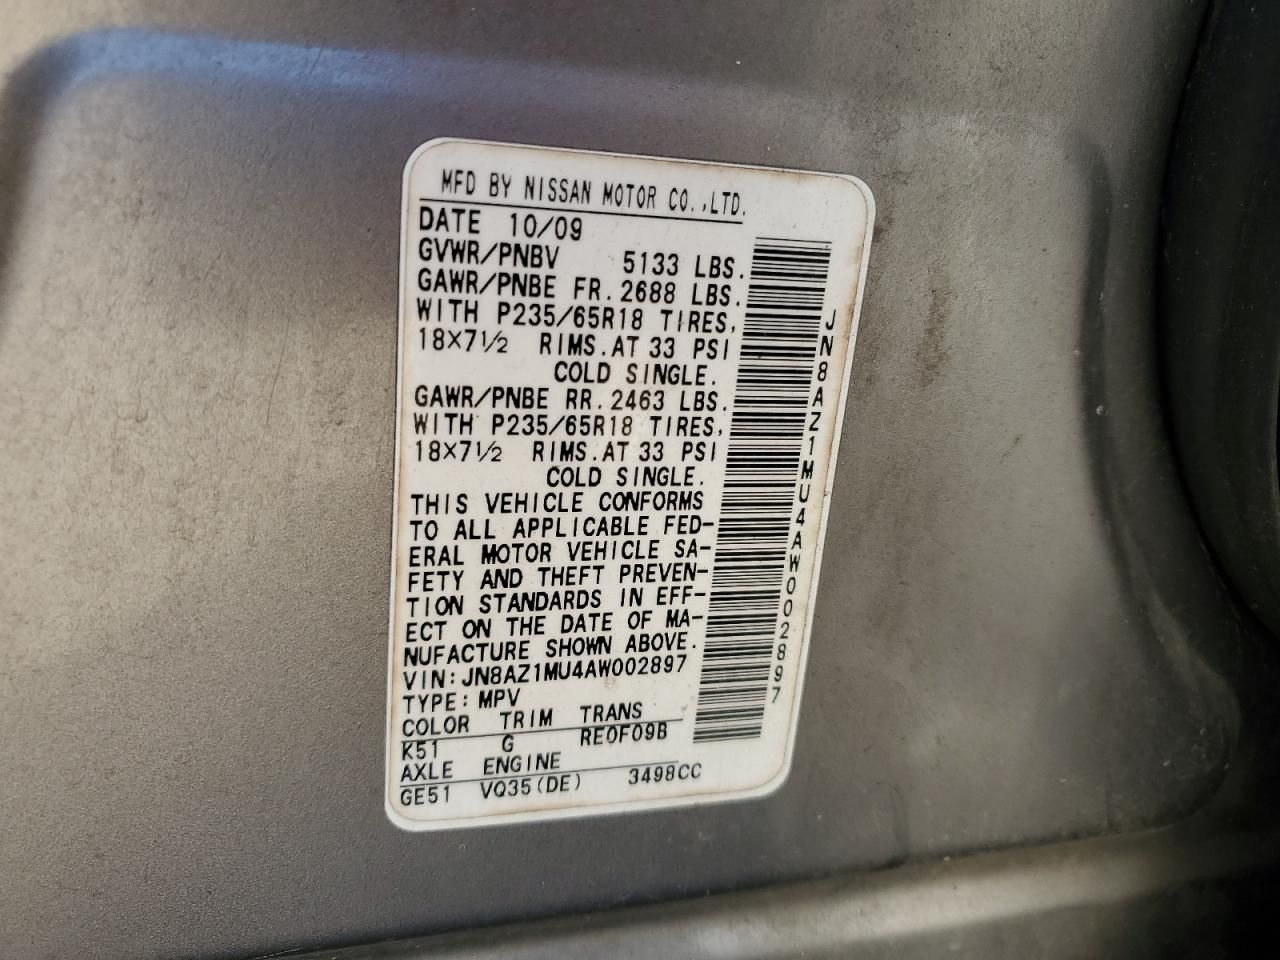 MFD BY NISSAN MOTOR CO.,LTD.
DATE 10/09
GVWR/PNBV 5133 LBS.
GAWR/PNBE FR.2688 LBS.
WITH P235/65R18 TIRES,
18×7½ RIMS.AT 33 PSI
COLD SINGLE.
GAWR/PNBE RR.2463 LBS.
WITH P235/65R18 TIRES,
18×7½ RIMS.AT 33 PSI
COLD SINGLE.
THIS VEHICLE CONFORMS
TO ALL APPLICABLE FED-
ERAL MOTOR VEHICLE SA-
FETY AND THEFT PREVEN-
TION STANDARDS IN EFF-
ECT ON THE DATE OF MA-
NUFACTURE SHOWN ABOVE.
VIN:JN8AZ1MU4AW002897
TYPE:MPV
COLOR TRIM TRANS
K51 G RE0F09B
AXLE ENGINE
GE51 VQ35(DE) 3498CC
JN8AZ1MU4AW002897